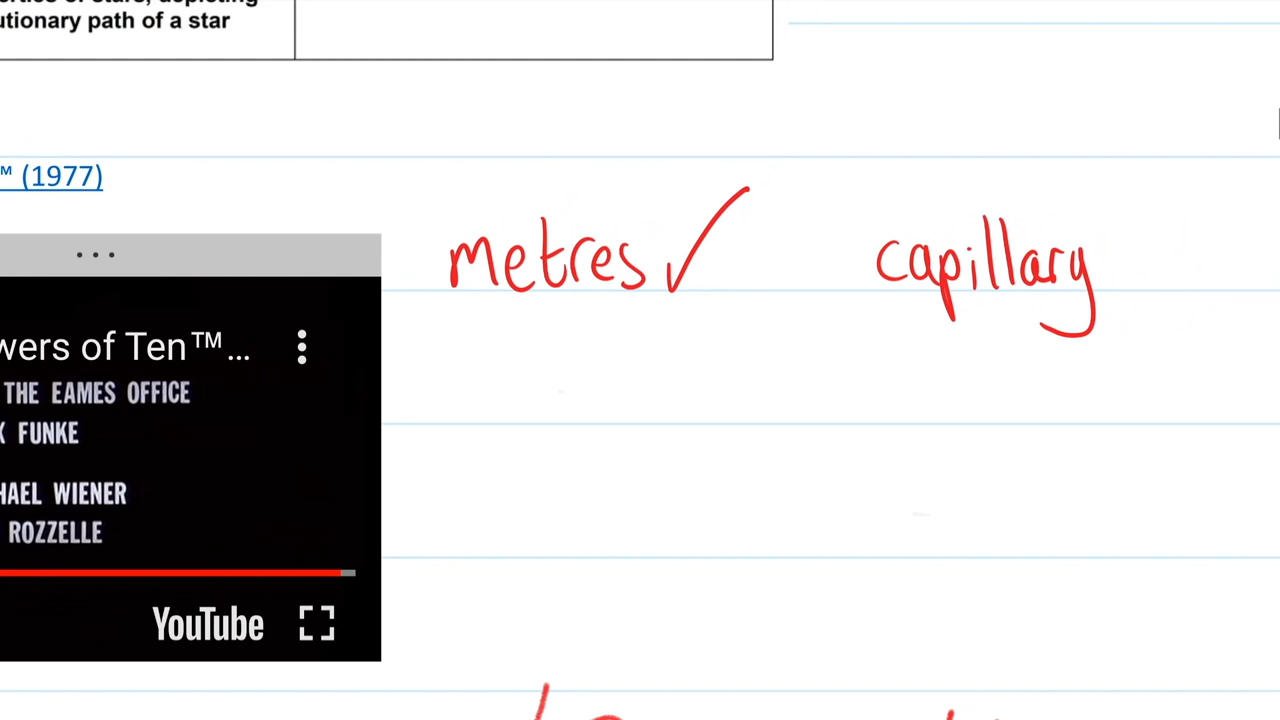 utionary path of a star
™ (1977)
metres
capillary
wers of Ten™...
THE EAMES OFFICE
FUNKE
HAEL WIENER
ROZZELLE
YouTube